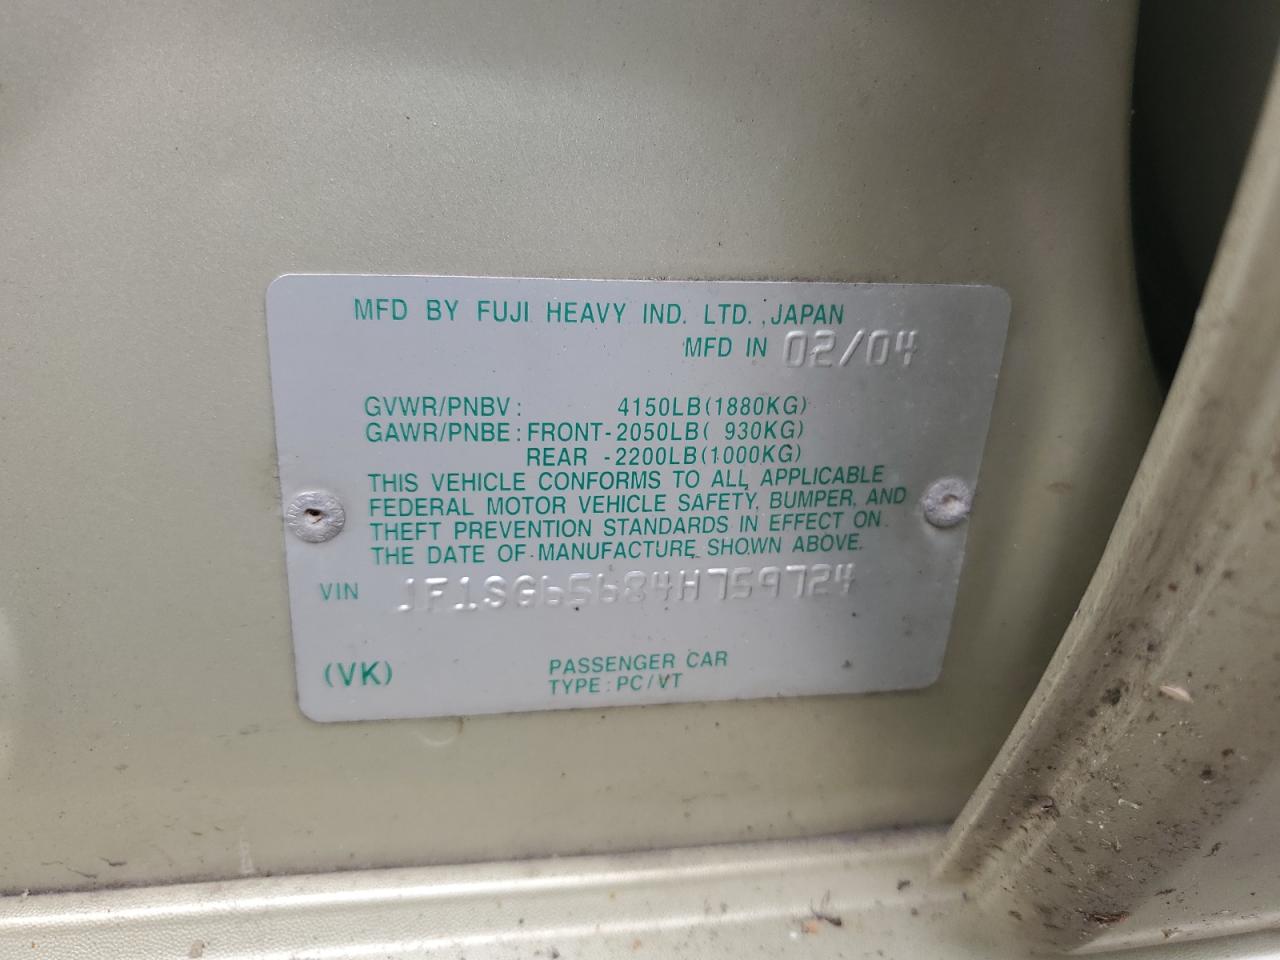 MFD BY FUJI HEAVY IND. LTD. ,JAPAN
MFD IN 02/04
GVWR/PNBV: 4150LB(1880KG)
GAWR/PNBE: FRONT-2050LB( 930KG)
REAR -2200LB(1000KG)
THIS VEHICLE CONFORMS TO ALL APPLICABLE
FEDERAL MOTOR VEHICLE SAFETY, BUMPER, AND
THEFT PREVENTION STANDARDS IN EFFECT ON
THE DATE OF MANUFACTURE SHOWN ABOVE.
VIN JF1SG65684H759724
(VK) PASSENGER CAR
TYPE: PC/VT